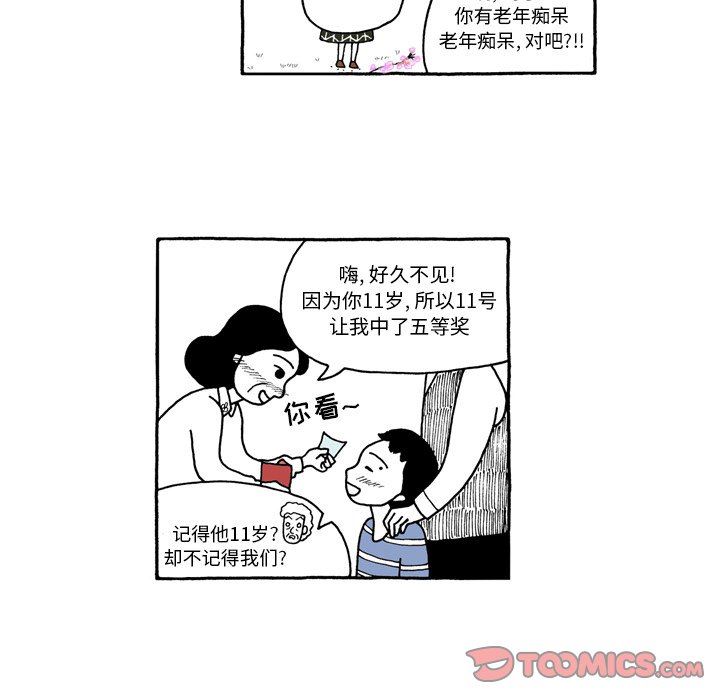 你有老年痴呆
老年痴呆, 对吧?!!
嗨, 好久不见!
因为你11岁, 所以11号
让我中了五等奖
你看~
记得他11岁?
却不记得我们?
TOOMICS.COM